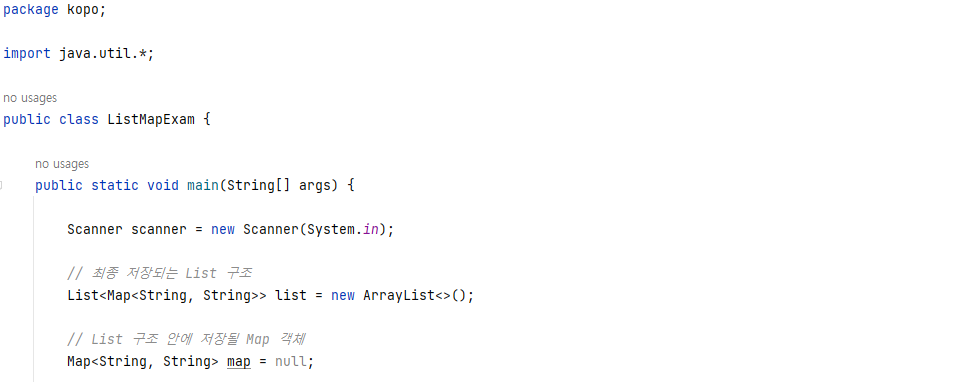 package kopo;
import java.util.*;
no usages
public class ListMapExam {
no usages
public static void main(String[] args) {
Scanner scanner = new Scanner(System.in);
// 최종 저장되는 List 구조
List<Map<String, String>> list = new ArrayList<>();
// List 구조 안에 저장될 Map 객체
Map<String, String> map = null;